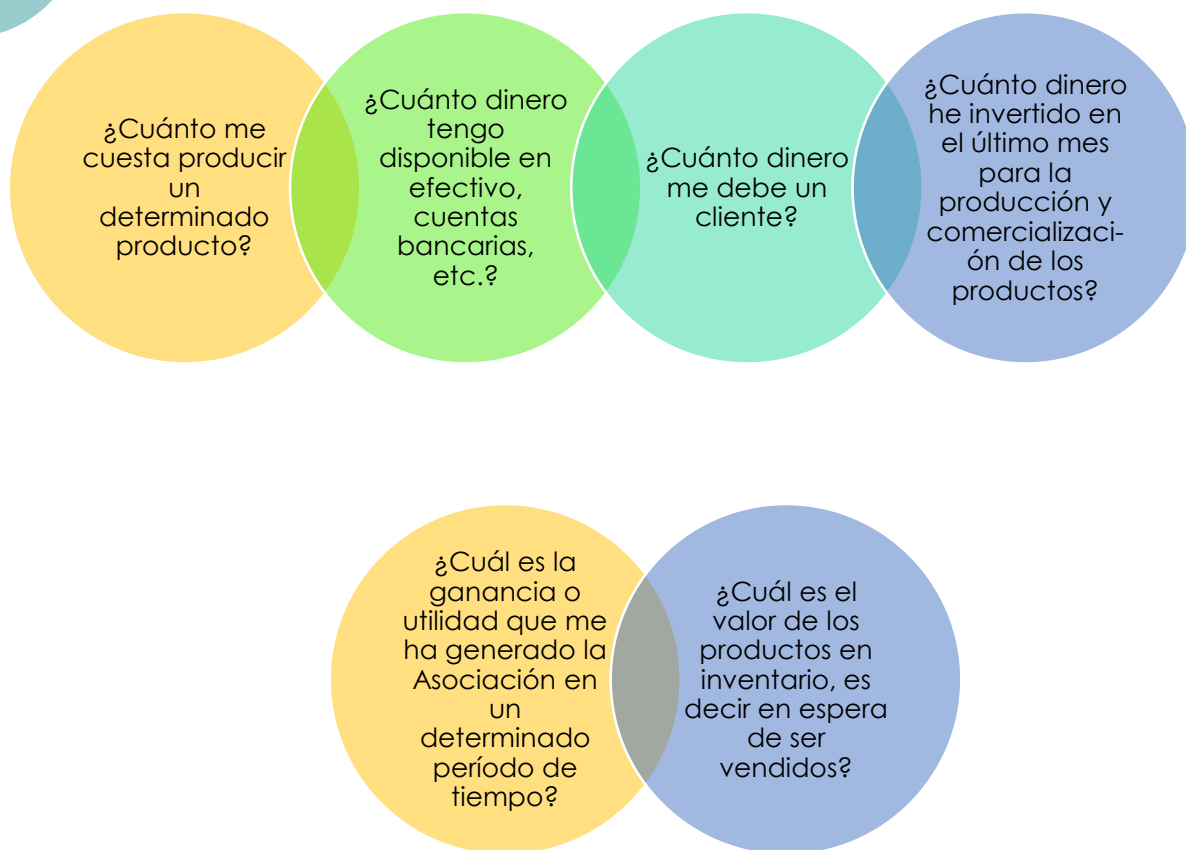 ¿Cuánto me
cuesta producir
un
determinado
producto?
¿Cuánto dinero
tengo
disponible en
efectivo,
cuentas
bancarias,
etc.?
¿Cuánto dinero
me debe un
cliente?
¿Cuánto dinero
he invertido en
el último mes
para la
producción y
comercializaci-
ón de los
productos?
¿Cuál es la
ganancia o
utilidad que me
ha generado la
Asociación en
un
determinado
período de
tiempo?
¿Cuál es el
valor de los
productos en
inventario, es
decir en espera
de ser
vendidos?